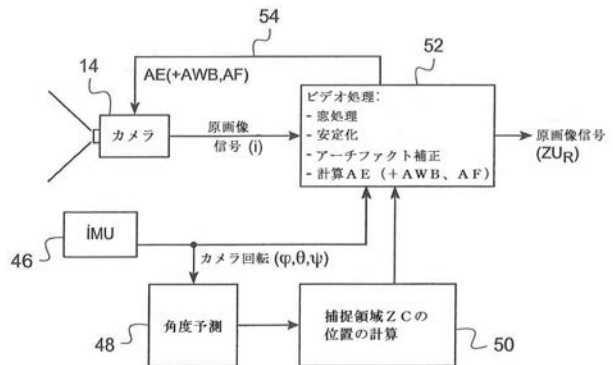 54
AE(+AWB,AF)
52
14
カメラ
原画像
信号 (i)
ビデオ処理:
- 窓処理
- 安定化
- アーチファクト補正
- 計算AE (+AWB、AF)
原画像信号
(ZUR)
IMU
46
カメラ回転 (φ,θ,ψ)
角度予測
48
捕捉領域ZCの
位置の計算
50